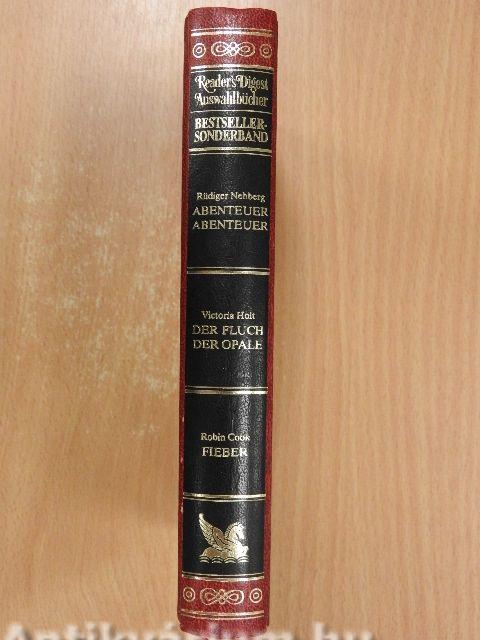 Reader's Digest
Auswahlbücher
BESTSELLER-
SONDERBAND
Rüdiger Nehberg
ABENTEUER
ABENTEUER
Victoria Holt
DER FLUCH
DER OPALE
Robin Cook
FIEBER